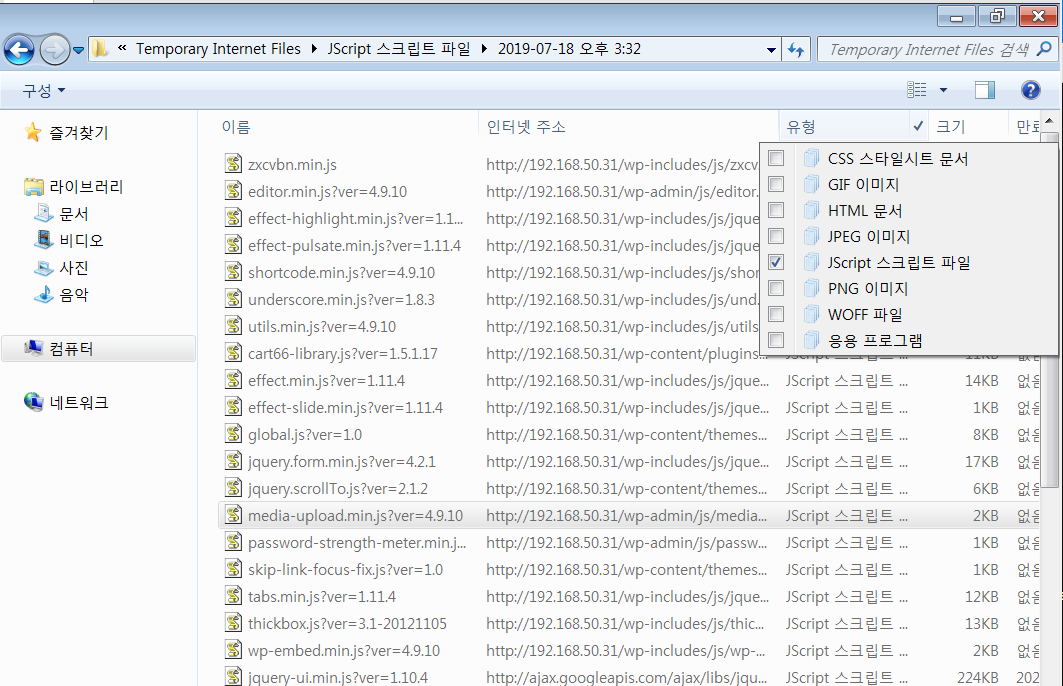 « Temporary Internet Files ▸ JScript 스크립트 파일 ▸ 2019-07-18 오후 3:32
Temporary Internet Files 검색
구성
즐겨찾기
라이브러리
문서
비디오
사진
음악
컴퓨터
네트워크
이름 인터넷 주소 유형 크기 만료
CSS 스타일시트 문서
GIF 이미지
HTML 문서
JPEG 이미지
JScript 스크립트 파일
PNG 이미지
WOFF 파일
응용 프로그램
zxcvbn.min.js http://192.168.50.31/wp-includes/js/zxcv
editor.min.js?ver=4.9.10 http://192.168.50.31/wp-admin/js/editor.
effect-highlight.min.js?ver=1.1... http://192.168.50.31/wp-includes/js/jque
effect-pulsate.min.js?ver=1.11.4 http://192.168.50.31/wp-includes/js/jque
shortcode.min.js?ver=4.9.10 http://192.168.50.31/wp-includes/js/shor
underscore.min.js?ver=1.8.3 http://192.168.50.31/wp-includes/js/und.
utils.min.js?ver=4.9.10 http://192.168.50.31/wp-includes/js/utils
cart66-library.js?ver=1.5.1.17 http://192.168.50.31/wp-content/plugins... JScript 스크립트 ... 11KB 없음
effect.min.js?ver=1.11.4 http://192.168.50.31/wp-includes/js/jque... JScript 스크립트 ... 14KB 없음
effect-slide.min.js?ver=1.11.4 http://192.168.50.31/wp-includes/js/jque... JScript 스크립트 ... 1KB 없음
global.js?ver=1.0 http://192.168.50.31/wp-content/themes... JScript 스크립트 ... 8KB 없음
jquery.form.min.js?ver=4.2.1 http://192.168.50.31/wp-includes/js/jque... JScript 스크립트 ... 17KB 없음
jquery.scrollTo.js?ver=2.1.2 http://192.168.50.31/wp-content/themes... JScript 스크립트 ... 6KB 없음
media-upload.min.js?ver=4.9.10 http://192.168.50.31/wp-admin/js/media... JScript 스크립트 ... 2KB 없음
password-strength-meter.min.j... http://192.168.50.31/wp-admin/js/passw... JScript 스크립트 ... 1KB 없음
skip-link-focus-fix.js?ver=1.0 http://192.168.50.31/wp-content/themes... JScript 스크립트 ... 1KB 없음
tabs.min.js?ver=1.11.4 http://192.168.50.31/wp-includes/js/jque... JScript 스크립트 ... 12KB 없음
thickbox.js?ver=3.1-20121105 http://192.168.50.31/wp-includes/js/thic... JScript 스크립트 ... 13KB 없음
wp-embed.min.js?ver=4.9.10 http://192.168.50.31/wp-includes/js/wp-... JScript 스크립트 ... 2KB 없음
jquery-ui.min.js?ver=1.10.4 http://ajax.googleapis.com/ajax/libs/jqu... JScript 스크립트 ... 224KB 202